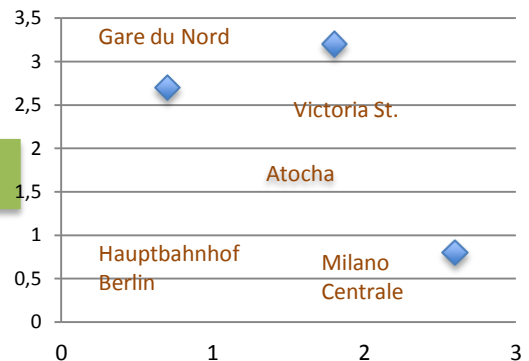 3,5
Gare du Nord
3
2,5
Victoria St.
2
Atocha
1,5
1
Hauptbahnhof
Berlin
Milano
Centrale
0,5
0
0 1 2 3